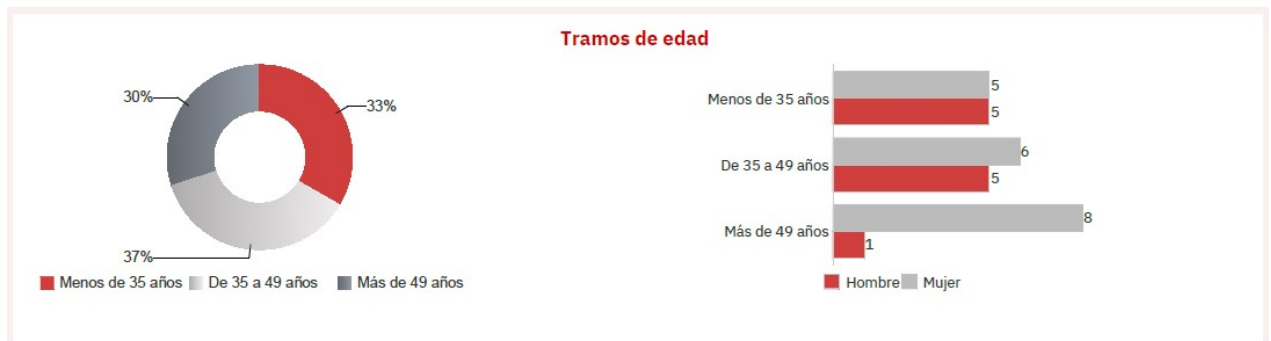 Tramos de edad
30%
33%
37%
Menos de 35 años De 35 a 49 años Más de 49 años
Menos de 35 años 5
5
De 35 a 49 años 6
5
Más de 49 años 8
1
Hombre Mujer